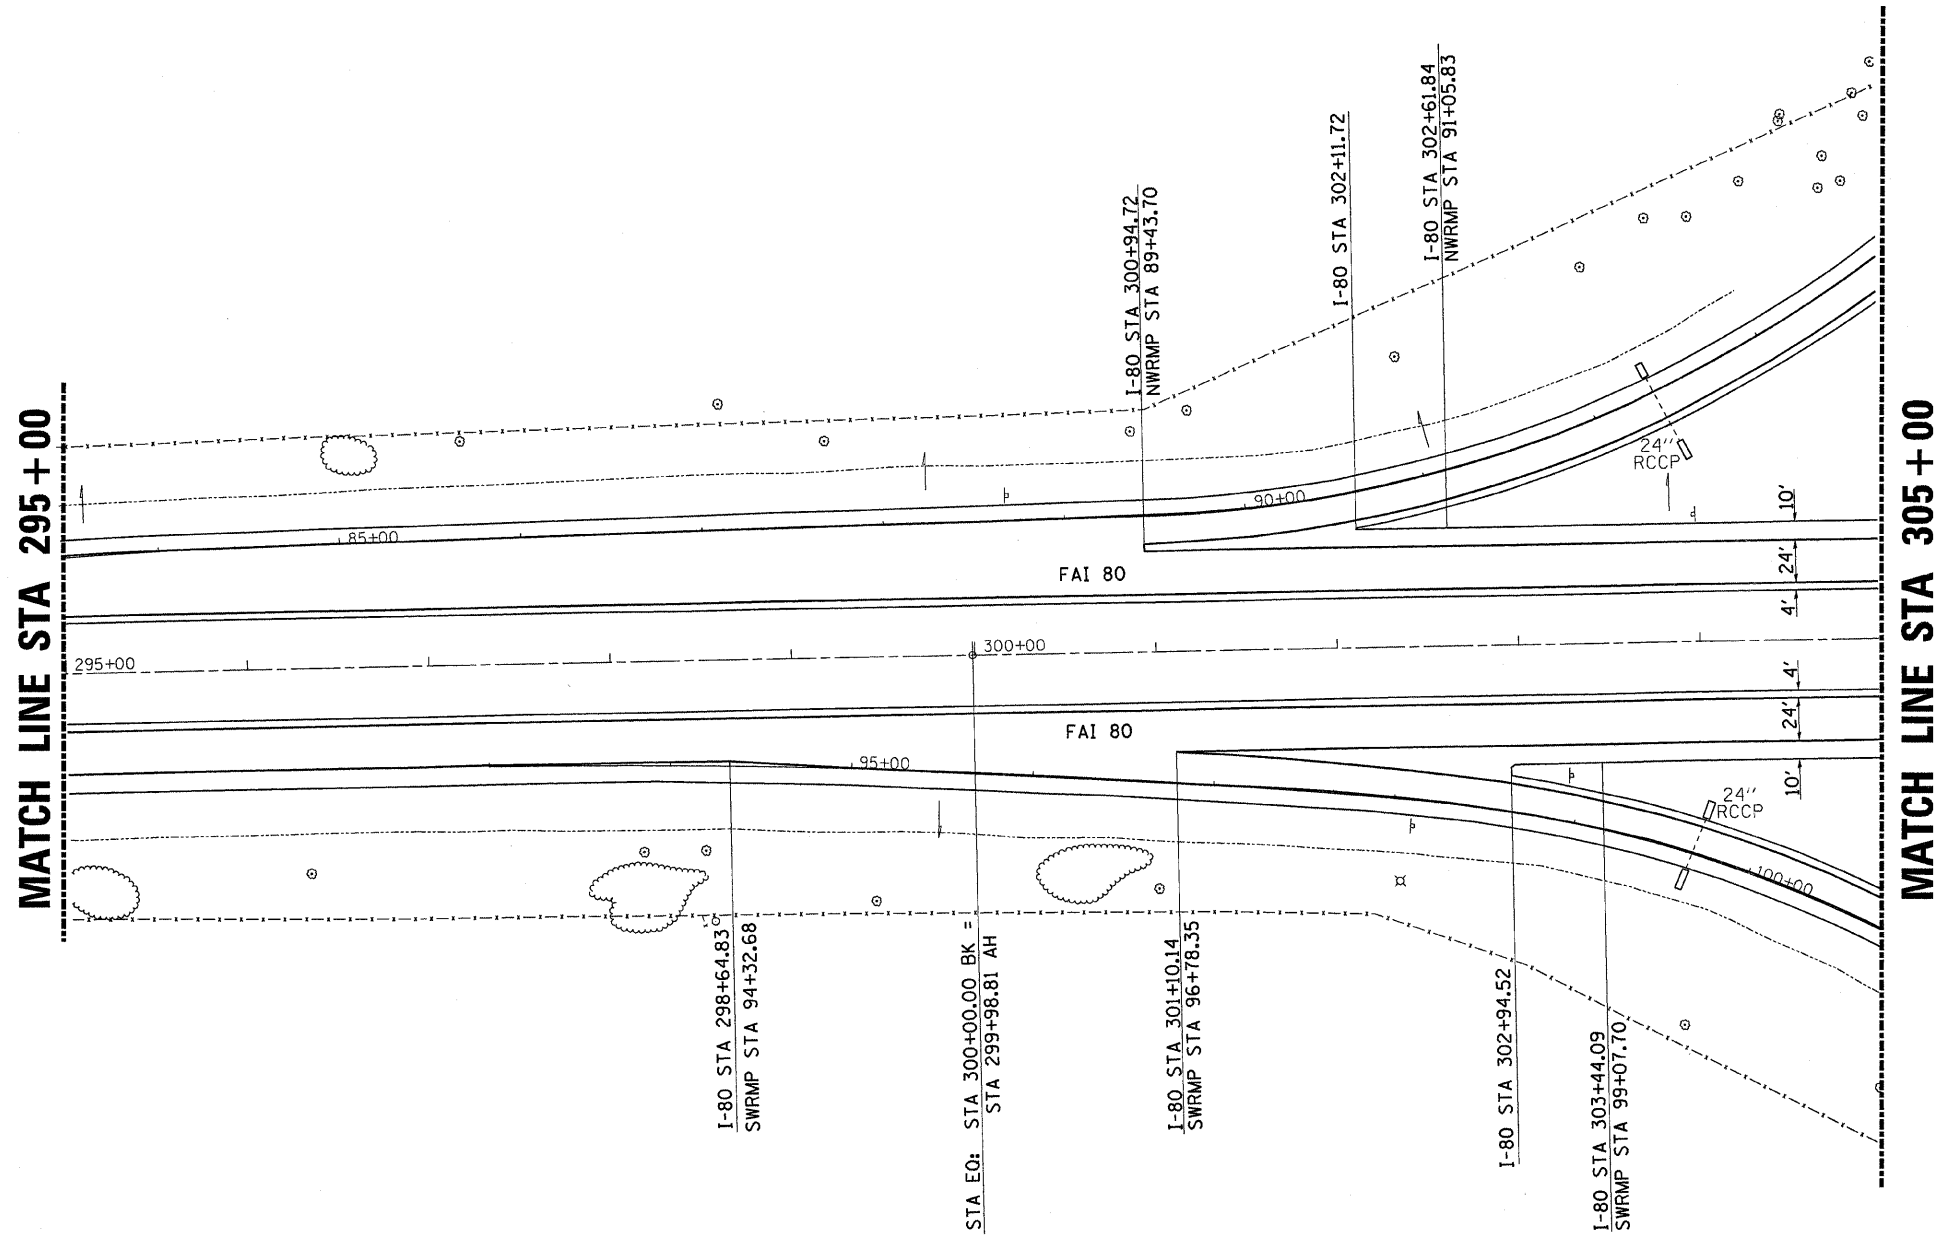 MATCH LINE STA 295+00
I-80 STA 300+94.72
NWRMP STA 89+43.70
I-80 STA 302+11.72
I-80 STA 302+61.84
NWRMP STA 91+05.83
24''
RCCP
85+00
90+00
10'
FAI 80
24'
4'
295+00
300+00
4'
FAI 80
24'
95+00
10'
24''
RCCP
100+00
I-80 STA 298+64.83
SWRMP STA 94+32.68
STA EQ: STA 300+00.00 BK =
STA 299+98.81 AH
I-80 STA 301+10.14
SWRMP STA 96+78.35
I-80 STA 302+94.52
I-80 STA 303+44.09
SWRMP STA 99+07.70
MATCH LINE STA 305+00